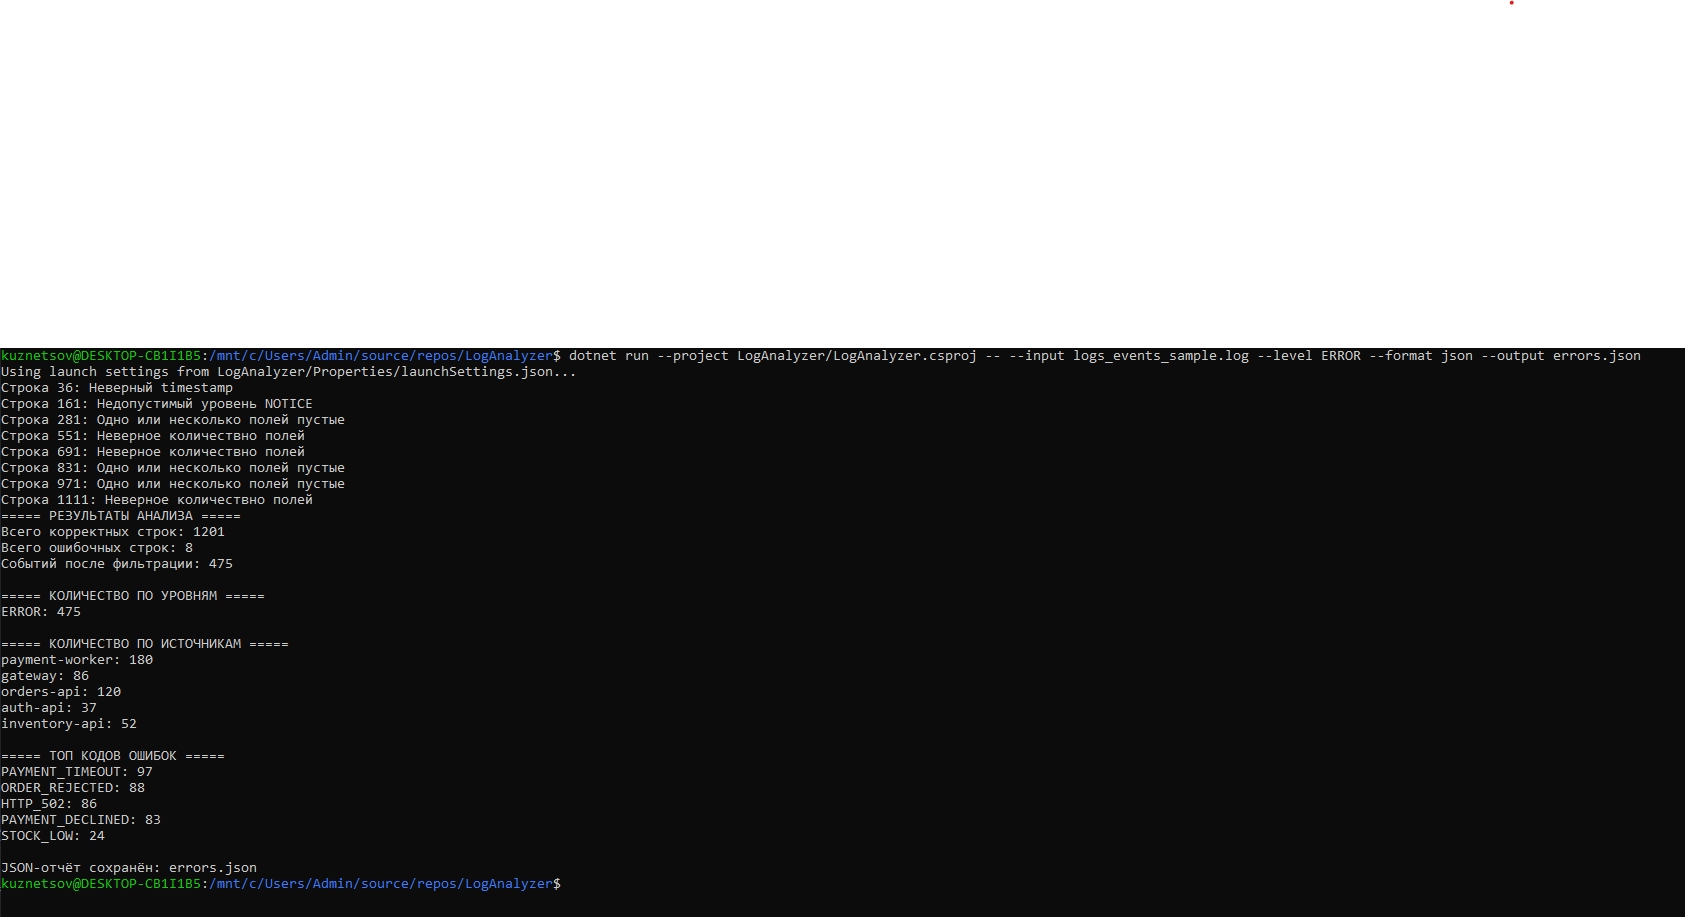 kuznetsov@DESKTOP-CB1I1B5:/mnt/c/Users/Admin/source/repos/LogAnalyzer$ dotnet run --project LogAnalyzer/LogAnalyzer.csproj -- --input logs_events_sample.log --level ERROR --format json --output errors.json
Using launch settings from LogAnalyzer/Properties/launchSettings.json...
Строка 36: Неверный timestamp
Строка 161: Недопустимый уровень NOTICE
Строка 281: Одно или несколько полей пустые
Строка 551: Неверное количествно полей
Строка 691: Неверное количествно полей
Строка 831: Одно или несколько полей пустые
Строка 971: Одно или несколько полей пустые
Строка 1111: Неверное количествно полей
===== РЕЗУЛЬТАТЫ АНАЛИЗА =====
Всего корректных строк: 1201
Всего ошибочных строк: 8
Событий после фильтрации: 475

===== КОЛИЧЕСТВО ПО УРОВНЯМ =====
ERROR: 475

===== КОЛИЧЕСТВО ПО ИСТОЧНИКАМ =====
payment-worker: 180
gateway: 86
orders-api: 120
auth-api: 37
inventory-api: 52

===== ТОП КОДОВ ОШИБОК =====
PAYMENT_TIMEOUT: 97
ORDER_REJECTED: 88
HTTP_502: 86
PAYMENT_DECLINED: 83
STOCK_LOW: 24

JSON-отчёт сохранён: errors.json
kuznetsov@DESKTOP-CB1I1B5:/mnt/c/Users/Admin/source/repos/LogAnalyzer$